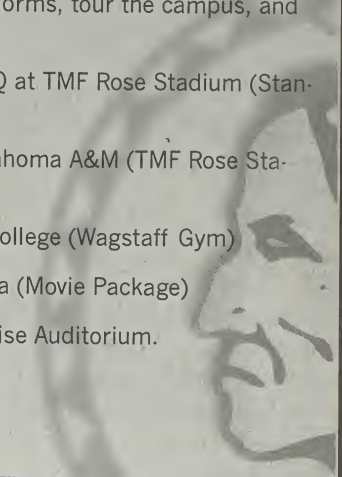 orms, tour the campus, and
Q at TMF Rose Stadium (Stan-
ahoma A&M (TMF Rose Sta-
ollege (Wagstaff Gym)
a (Movie Package)
ise Auditorium.